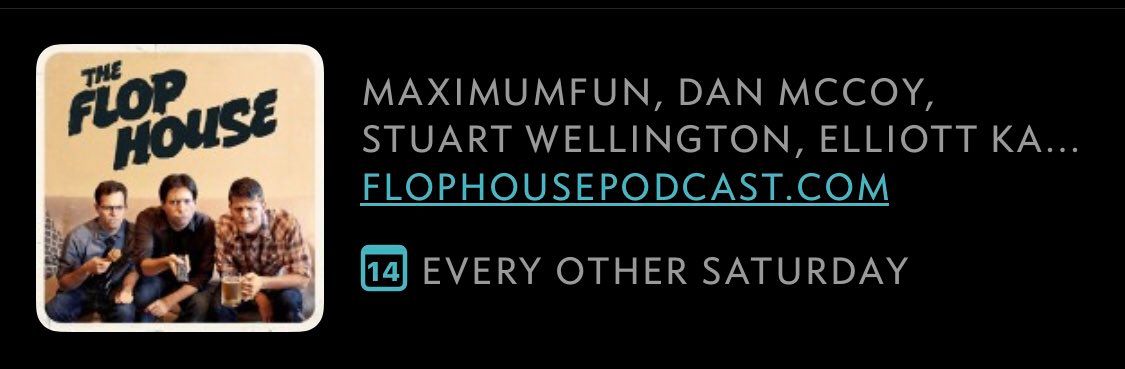 THE
FLOP
HOUSE
MAXIMUMFUN, DAN MCCOY,
STUART WELLINGTON, ELLIOTT KA...
FLOPHOUSEPODCAST.COM
14 EVERY OTHER SATURDAY